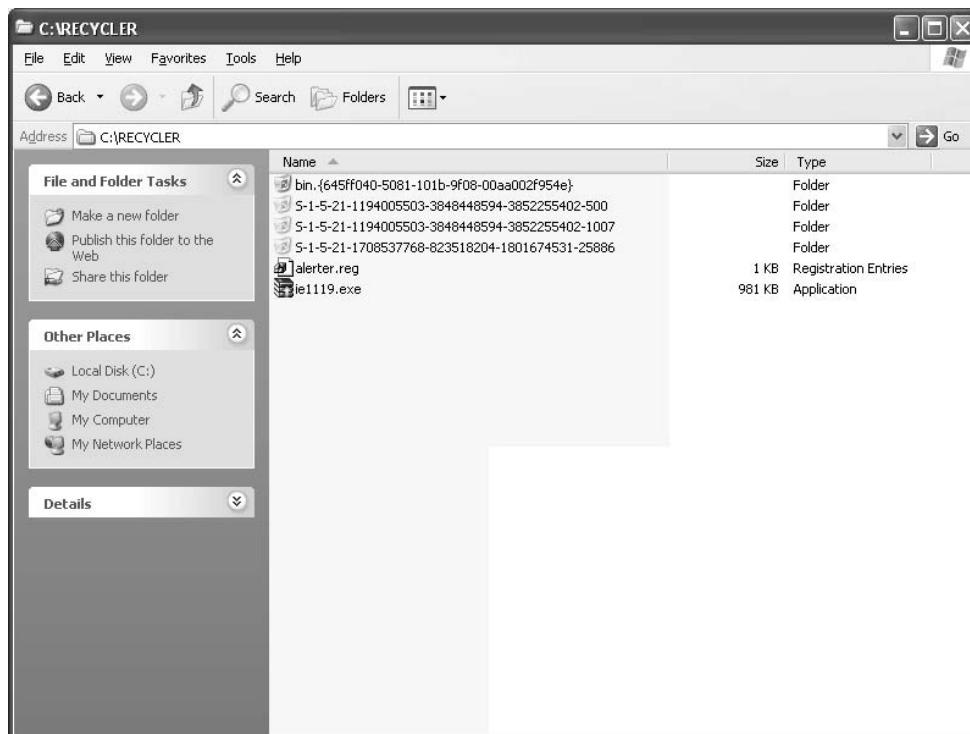 C:\RECYCLER
File Edit View Favorites Tools Help
Back Search Folders
Address C:\RECYCLER Go
File and Folder Tasks
Make a new folder
Publish this folder to the
Web
Share this folder
Other Places
Local Disk (C:)
My Documents
My Computer
My Network Places
Details
Name Size Type
bin.{645ff040-5081-101b-9f08-00aa002f954e} Folder
S-1-5-21-1194005503-3848448594-3852255402-500 Folder
S-1-5-21-1194005503-3848448594-3852255402-1007 Folder
S-1-5-21-1708537768-823518204-1801674531-25886 Folder
alerter.reg 1 KB Registration Entries
ie1119.exe 981 KB Application